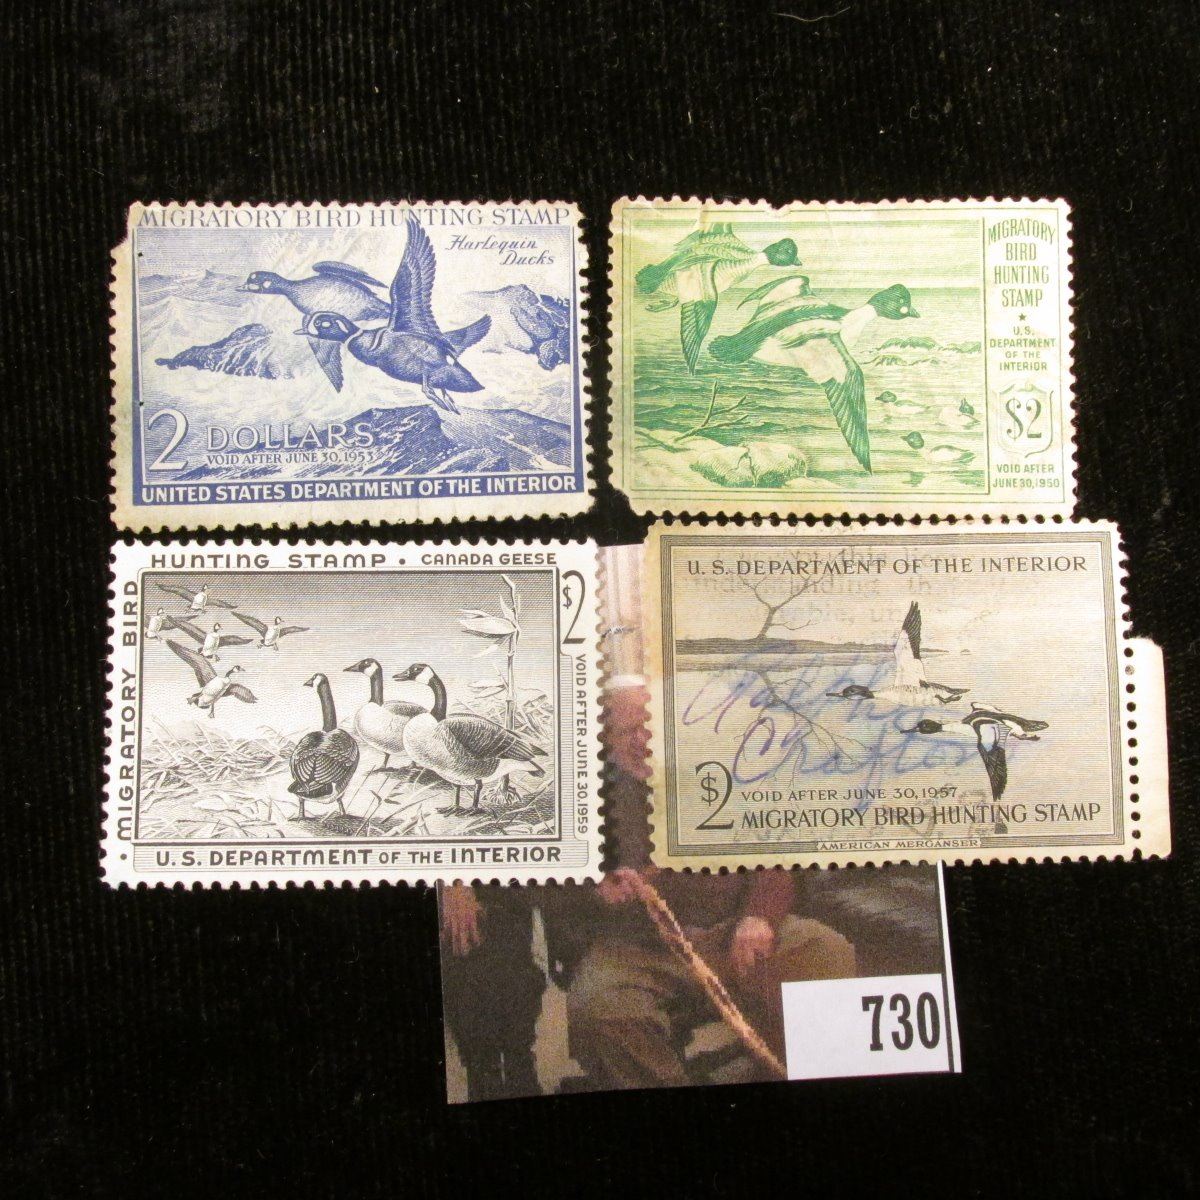 MIGRATORY BIRD HUNTING STAMP
Harlequin
Ducks
2 DOLLARS
VOID AFTER JUNE 30, 1953
UNITED STATES DEPARTMENT OF THE INTERIOR
MIGRATORY
BIRD
HUNTING
STAMP
U.S.
DEPARTMENT
OF THE
INTERIOR
$2
VOID AFTER
JUNE 30, 1950
MIGRATORY BIRD
HUNTING STAMP • CANADA GEESE
$2
VOID AFTER JUNE 30, 1959
• U.S. DEPARTMENT OF THE INTERIOR
U.S. DEPARTMENT OF THE INTERIOR
Ralph
Crafton
$2
VOID AFTER JUNE 30, 1957
MIGRATORY BIRD HUNTING STAMP
AMERICAN MERGANSER
730